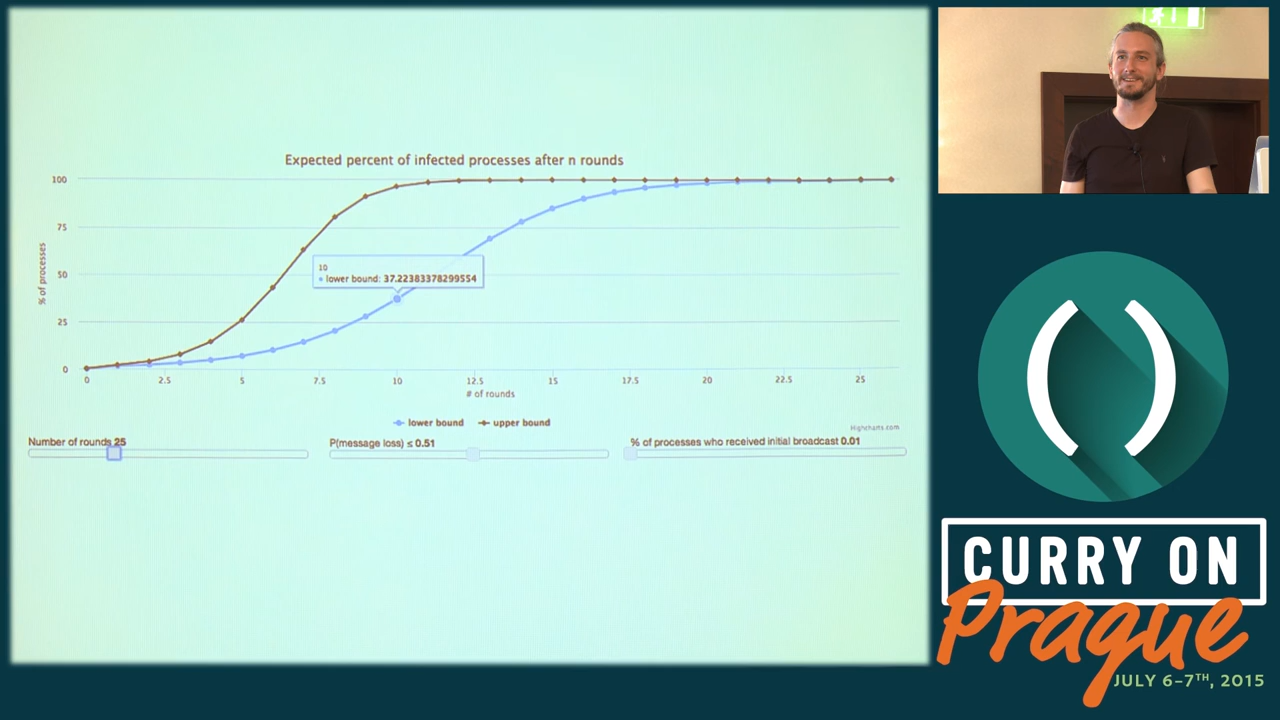 Expected percent of infected processes after n rounds
100
75
50
25
0
% of processes
10
lower bound: 37.22383378299554
0
2.5
5
7.5
10
12.5
15
17.5
20
22.5
25
# of rounds
lower bound
upper bound
Highcharts.com
Number of rounds 25
P(message loss) ≤ 0.51
% of processes who received initial broadcast 0.01
()
CURRY ON
Prague
JULY 6-7TH, 2015